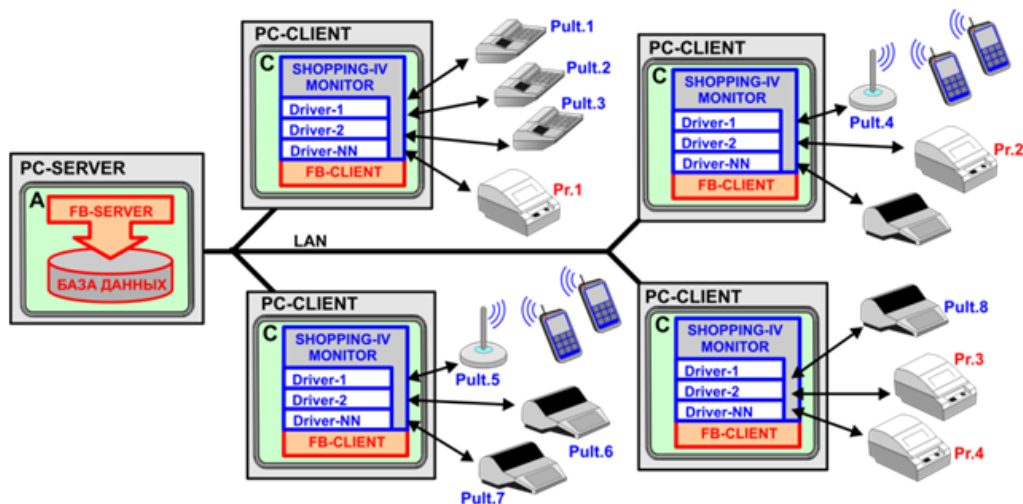 PC-SERVER
A
FB-SERVER
БАЗА ДАННЫХ
LAN
PC-CLIENT
C
SHOPPING-IV
MONITOR
Driver-1
Driver-2
Driver-NN
FB-CLIENT
Pult.1
Pult.2
Pult.3
Pr.1
PC-CLIENT
C
SHOPPING-IV
MONITOR
Driver-1
Driver-2
Driver-NN
FB-CLIENT
Pult.4
Pr.2
PC-CLIENT
C
SHOPPING-IV
MONITOR
Driver-1
Driver-2
Driver-NN
FB-CLIENT
Pult.5
Pult.6
Pult.7
PC-CLIENT
C
SHOPPING-IV
MONITOR
Driver-1
Driver-2
Driver-NN
FB-CLIENT
Pult.8
Pr.3
Pr.4